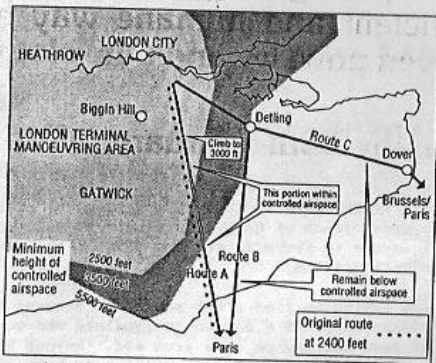 LONDON CITY
HEATHROW
Biggin Hill
Detling
LONDON TERMINAL
MANOEUVRING AREA
Climb to
3000 ft
Route C
Dover
GATWICK
This portion within
controlled airspace
Brussels/
Paris
Minimum
height of
controlled
airspace
2500 feet
3500 feet
5500 feet
Route A
Route B
Remain below
controlled airspace
Original route
at 2400 feet
Paris